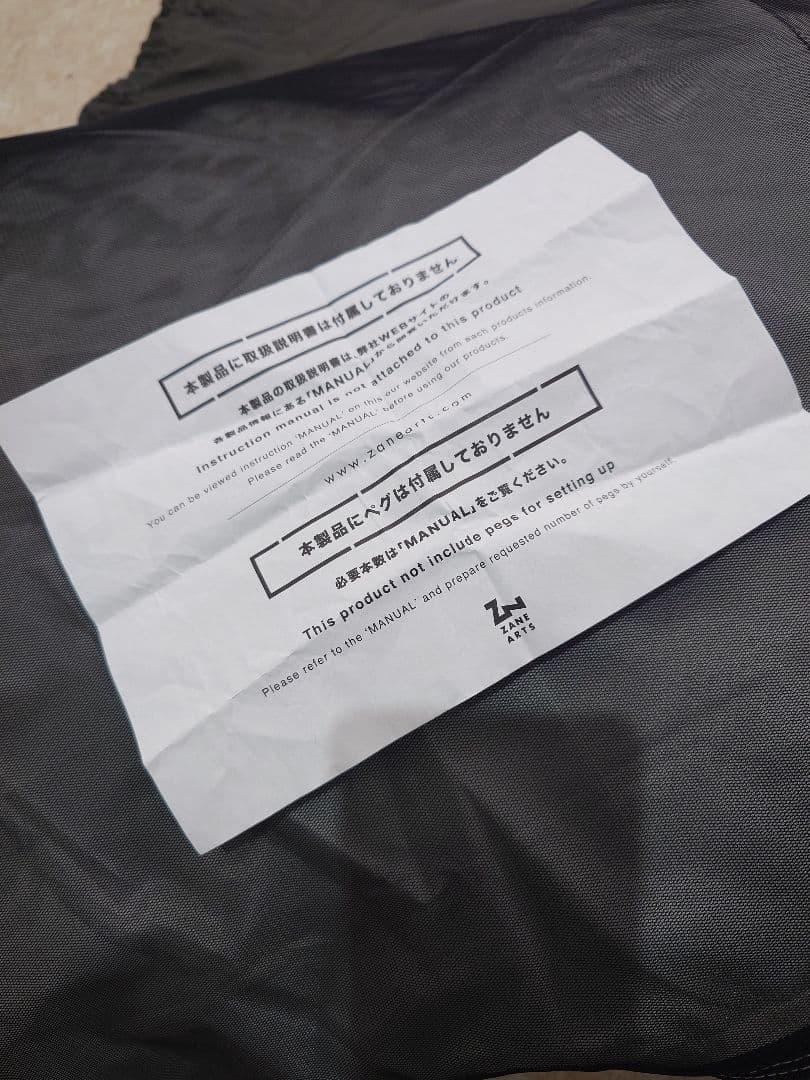 本製品に取扱説明書は付属しておりません
本製品の取扱説明書は、弊社WEBサイトの
各製品情報にある「MANUAL」から閲覧いただけます。
Instruction manual is not attached to this product
You can be viewed instruction 'MANUAL' on this our website from each products information.
Please read the 'MANUAL' before using our products.
www.zanearts.com
本製品にペグは付属しておりません
必要本数は「MANUAL」をご覧ください。
This product not include pegs for setting up
Please refer to the 'MANUAL' and prepare requested number of pegs by yourself.
ZANE
ARTS